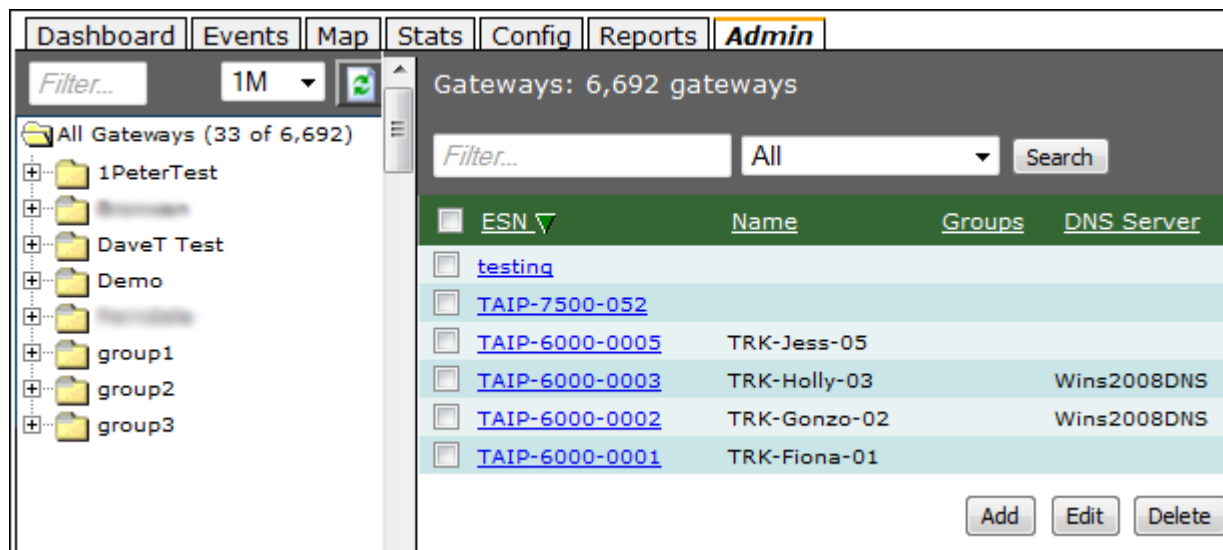 Dashboard Events Map Stats Config Reports Admin
Filter... 1M
All Gateways (33 of 6,692)
1PeterTest
DaveT Test
Demo
group1
group2
group3
Gateways: 6,692 gateways
Filter... All Search
ESN Name Groups DNS Server
testing
TAIP-7500-052
TAIP-6000-0005 TRK-Jess-05
TAIP-6000-0003 TRK-Holly-03 Wins2008DNS
TAIP-6000-0002 TRK-Gonzo-02 Wins2008DNS
TAIP-6000-0001 TRK-Fiona-01
Add Edit Delete